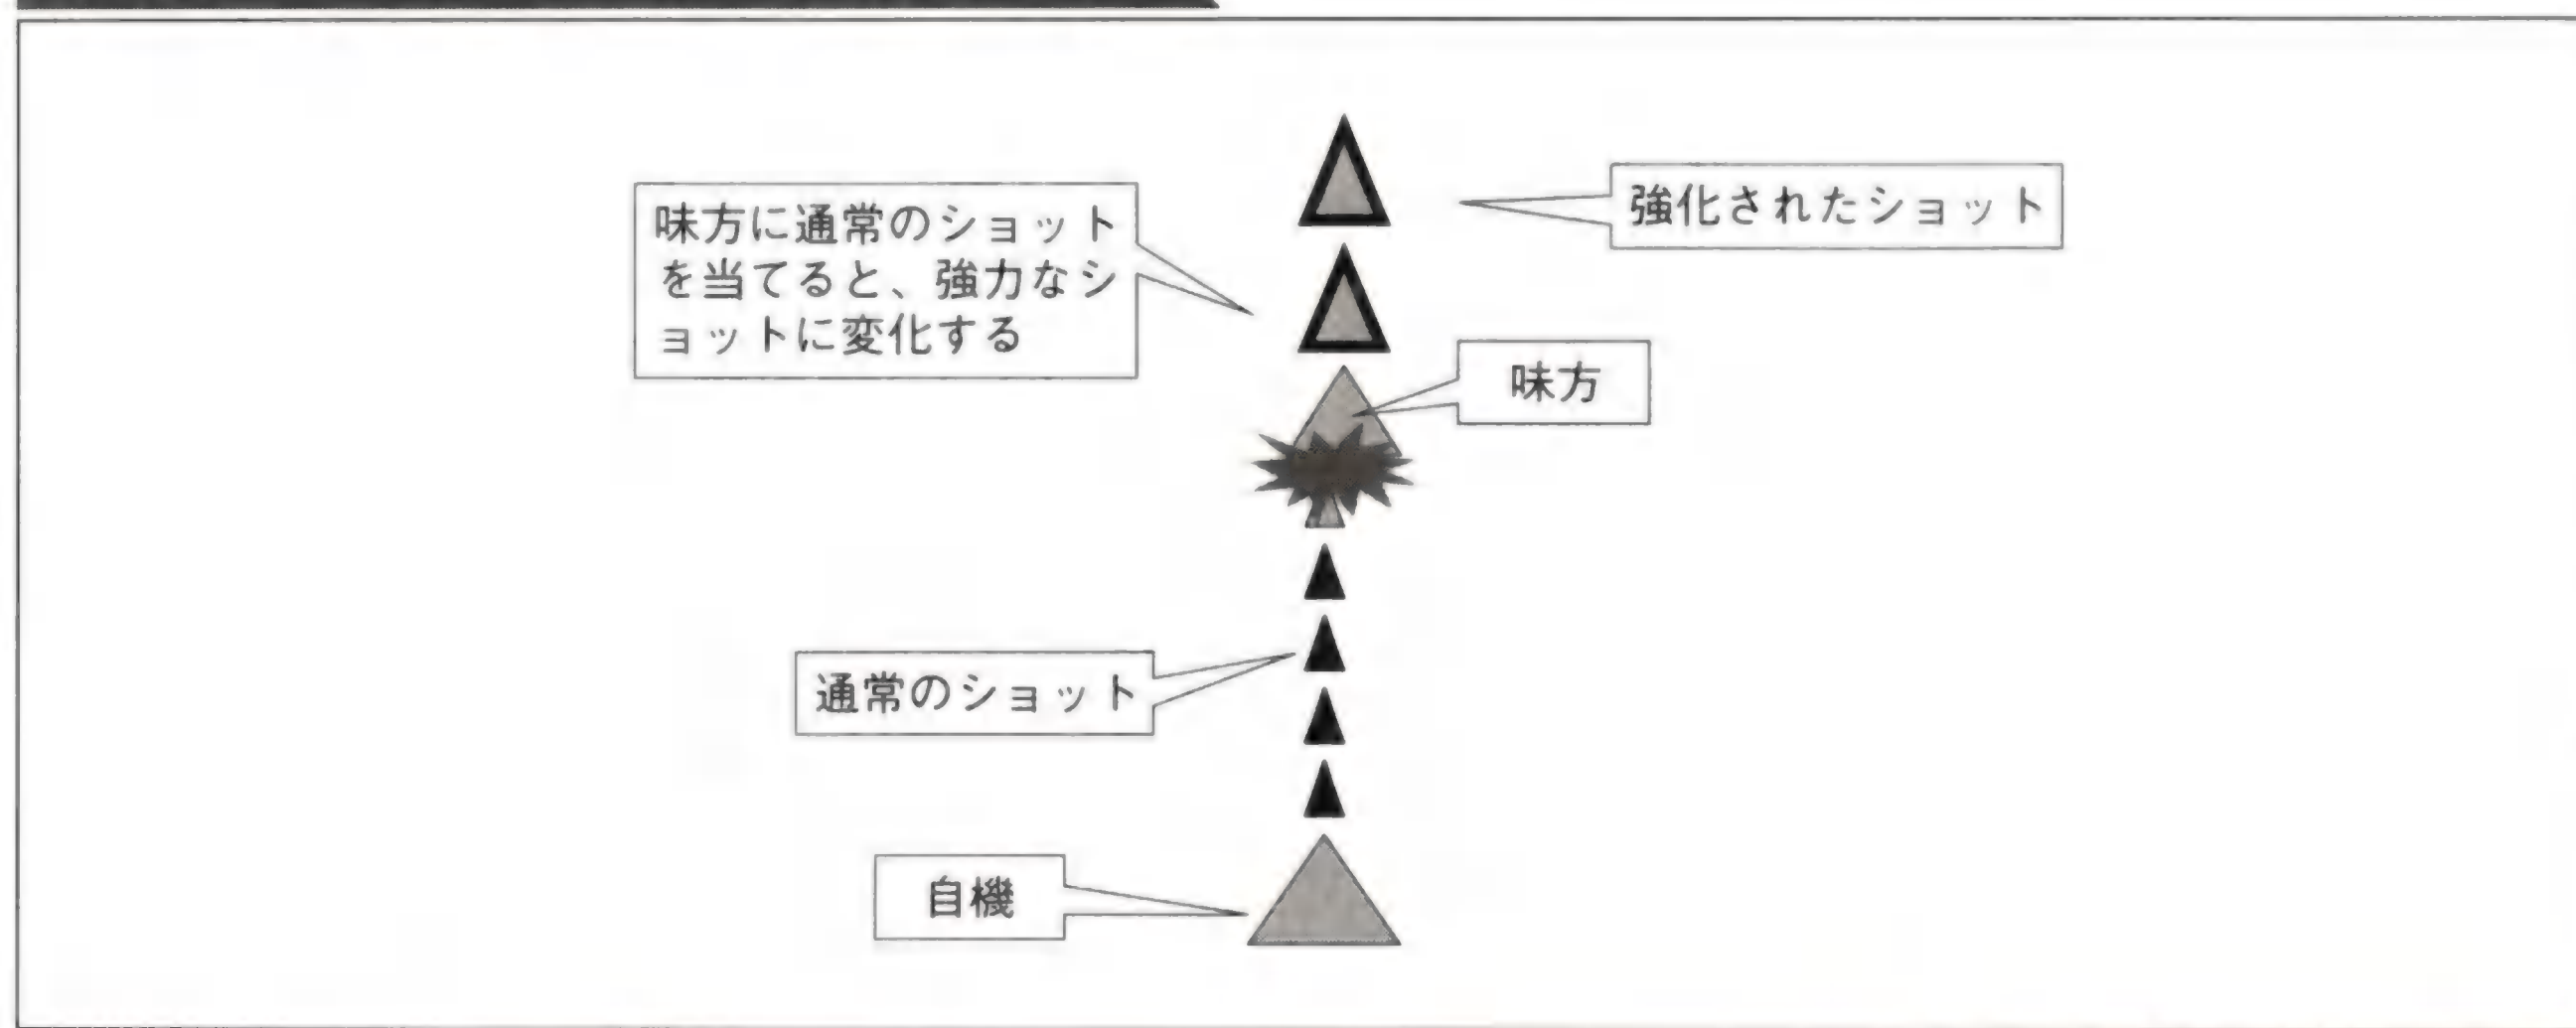 強化されたショット
味方に通常のショット
を当てると、強力なシ
ョットに変化する
味方
通常のショット
自機